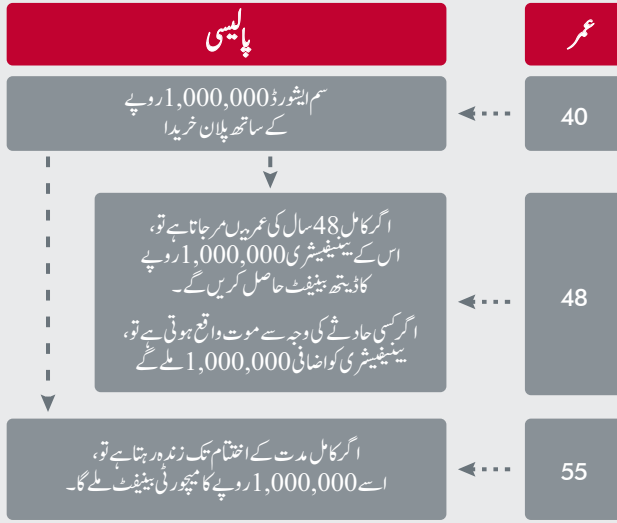 عمر
پالیسی
40
سم ایشورڈ 1,000,000 روپے
کے ساتھ پلان خریدا
48
اگر کامل 48 سال کی عمر میں مر جاتا ہے تو،
اس کے بینیفیشری 1,000,000 روپے
کا ڈیتھ بینیفٹ حاصل کریں گے۔
اگر کسی حادثے کی وجہ سے موت واقع ہوتی ہے تو،
بینیفیشری کو اضافی 1,000,000 ملے گے
55
اگر کامل مدت کے اختتام تک زندہ رہتا ہے تو،
اسے 1,000,000 روپے کا میچورٹی بینیفٹ ملے گا۔